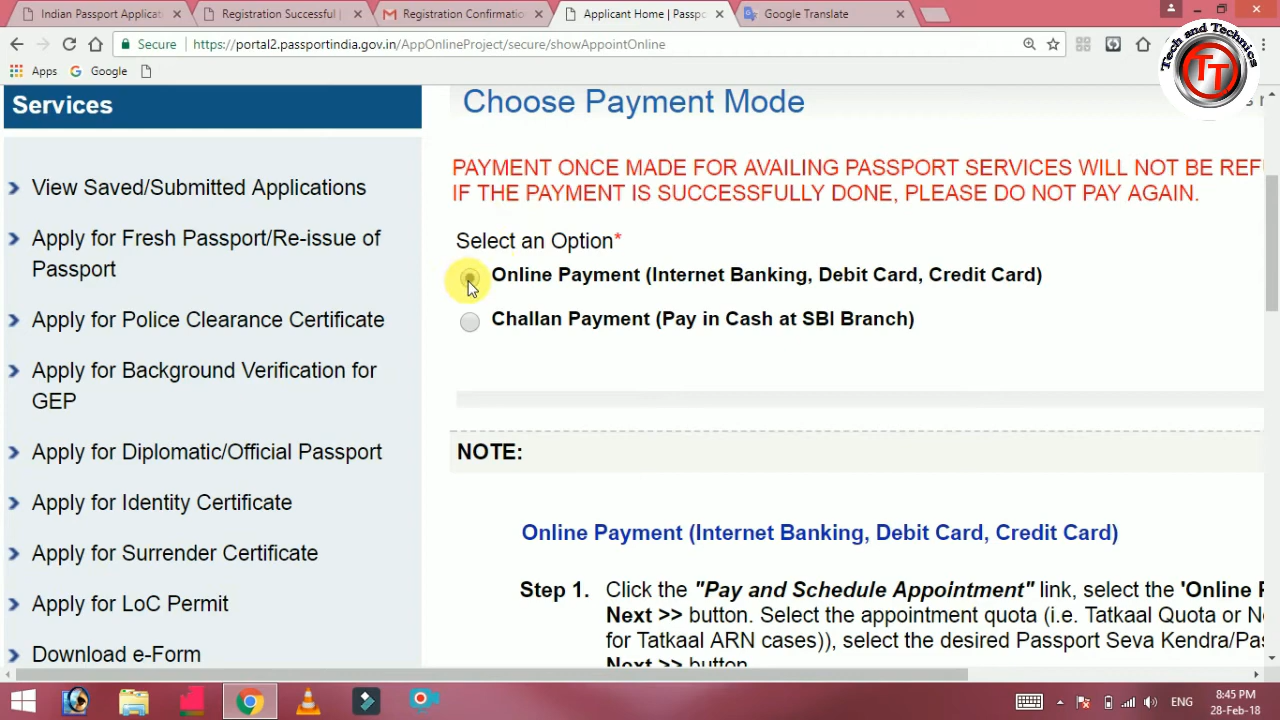 Indian Passport Applicat
Registration Successful |
Registration Confirmatio
Applicant Home | Passpo
Google Translate
Secure
https://portal2.passportindia.gov.in/AppOnlineProject/secure/showAppointOnline
Apps
Google
Tech and Technics
TT
Services
View Saved/Submitted Applications
Apply for Fresh Passport/Re-issue of
Passport
Apply for Police Clearance Certificate
Apply for Background Verification for
GEP
Apply for Diplomatic/Official Passport
Apply for Identity Certificate
Apply for Surrender Certificate
Apply for LoC Permit
Download e-Form
Choose Payment Mode
PAYMENT ONCE MADE FOR AVAILING PASSPORT SERVICES WILL NOT BE REF
IF THE PAYMENT IS SUCCESSFULLY DONE, PLEASE DO NOT PAY AGAIN.
Select an Option*
Online Payment (Internet Banking, Debit Card, Credit Card)
Challan Payment (Pay in Cash at SBI Branch)
NOTE:
Online Payment (Internet Banking, Debit Card, Credit Card)
Step 1. Click the "Pay and Schedule Appointment" link, select the 'Online P
Next >> button. Select the appointment quota (i.e. Tatkaal Quota or No
for Tatkaal ARN cases)), select the desired Passport Seva Kendra/Pas
Next >> button.
ENG
8:45 PM
28-Feb-18